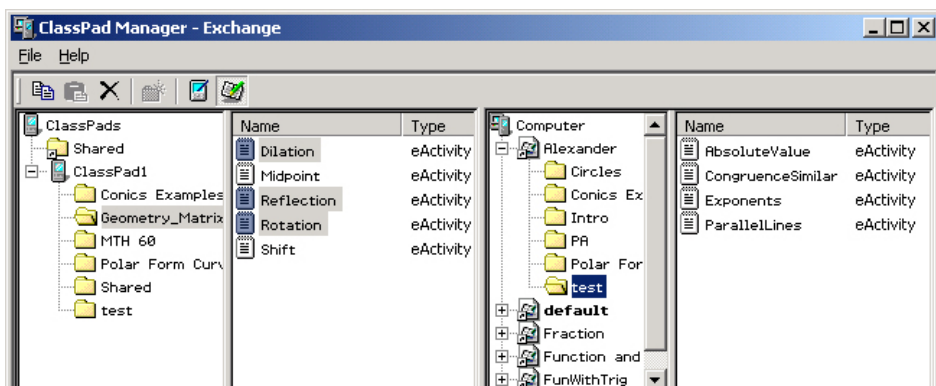 ClassPad Manager - Exchange
File Help
ClassPads
Shared
ClassPad1
Conics Examples
Geometry_Matrix
MTH 60
Polar Form Curv
Shared
test
Name Type
Dilation eActivity
Midpoint eActivity
Reflection eActivity
Rotation eActivity
Shift eActivity
Computer
Alexander
Circles
Conics Ex
Intro
PA
Polar For
test
default
Fraction
Function and
FunWithTrig
Name Type
AbsoluteValue eActivity
CongruenceSimilar eActivity
Exponents eActivity
ParallelLines eActivity